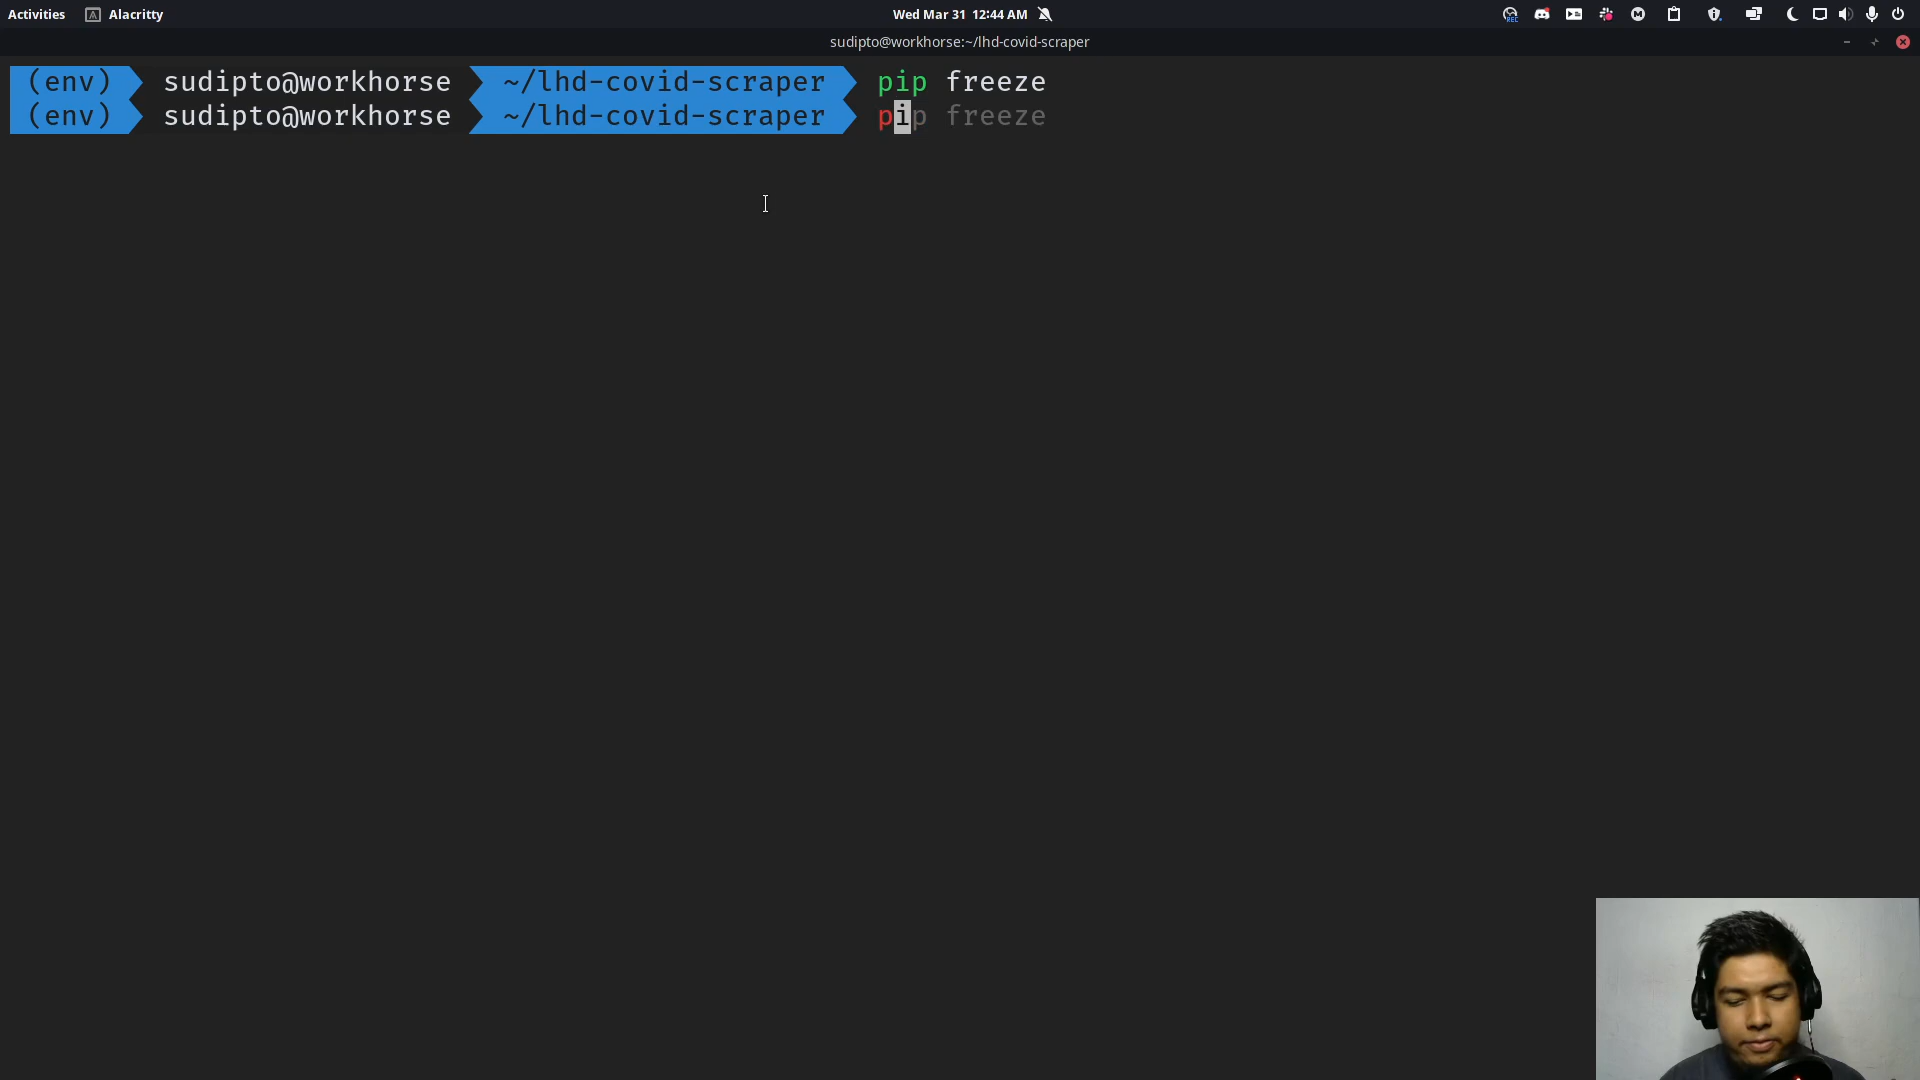 Activities Alacritty Wed Mar 31 12:44 AM
sudipto@workhorse:~/lhd-covid-scraper
(env) sudipto@workhorse ~/lhd-covid-scraper pip freeze
(env) sudipto@workhorse ~/lhd-covid-scraper pip freeze